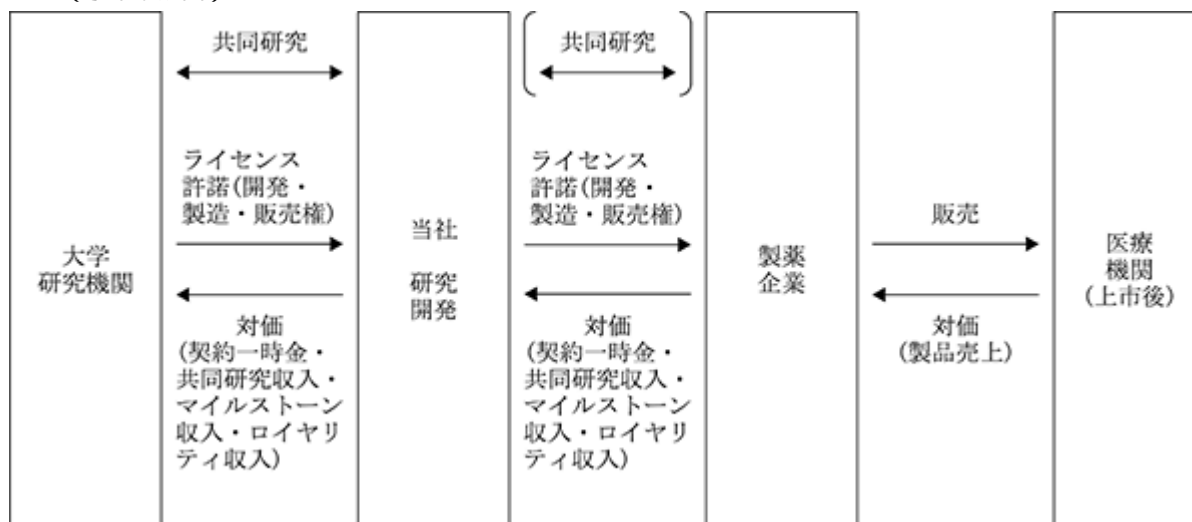 共同研究
共同研究
ライセンス
許諾(開発・
製造・販売権)
ライセンス
許諾(開発・
製造・販売権)
販売
大学
研究機関
当社
研究
開発
製薬
企業
医療
機関
(上市後)
対価
(契約一時金・
共同研究収入・
マイルストーン
収入・ロイヤリ
ティ収入)
対価
(契約一時金・
共同研究収入・
マイルストーン
収入・ロイヤリ
ティ収入)
対価
(製品売上)